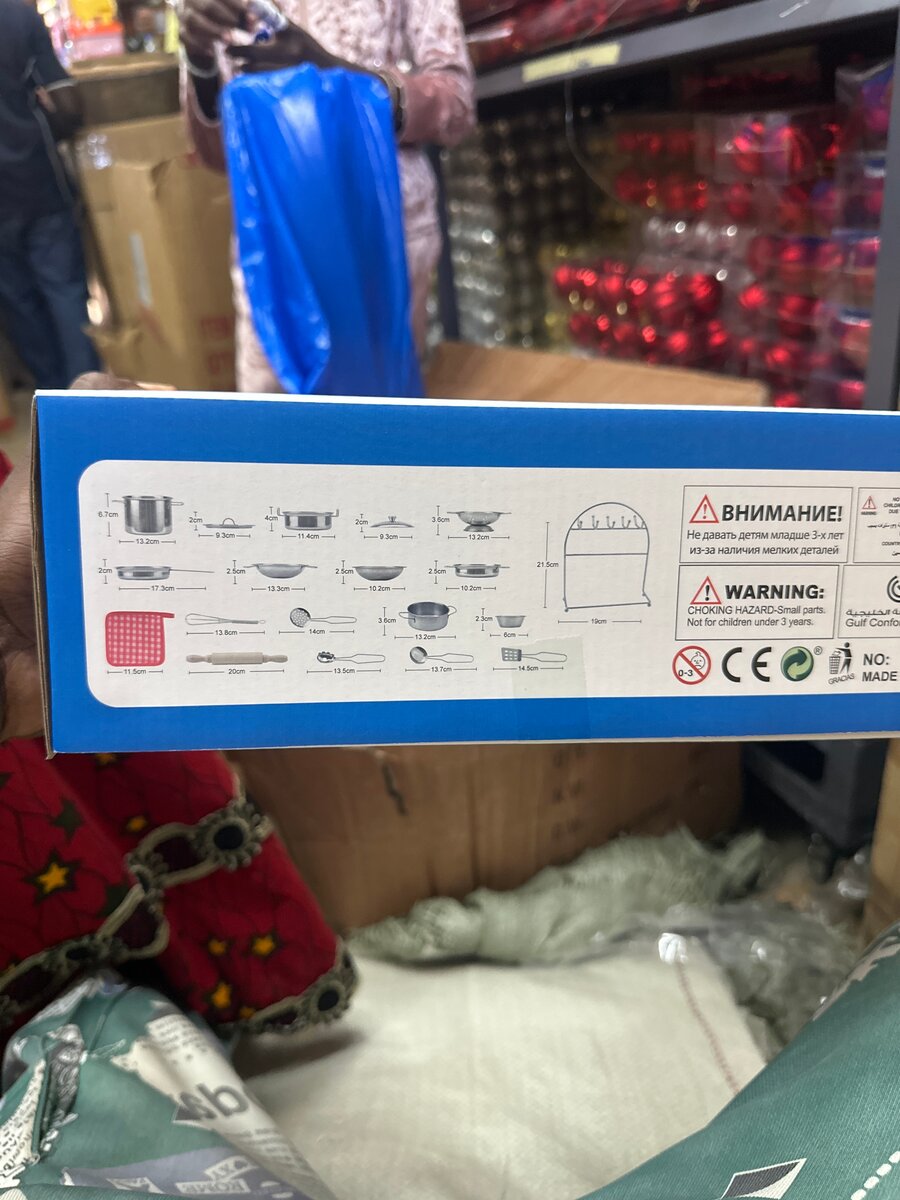 6.7cm
13.2cm
2cm
9.3cm
4cm
11.4cm
2cm
9.3cm
3.6cm
13.2cm
2cm
17.3cm
2.5cm
13.3cm
2.5cm
10.2cm
2.5cm
10.2cm
21.5cm
19cm
11.5cm
13.8cm
14cm
3.6cm
13.2cm
2.3cm
6cm
20cm
13.5cm
13.7cm
14.5cm
ВНИМАНИЕ!
Не давать детям младше 3-х лет
из-за наличия мелких деталей
WARNING:
CHOKING HAZARD-Small parts.
Not for children under 3 years.
WARNING
Gulf Confor
0-3
CE
®
GRACIAS
NO:
MADE